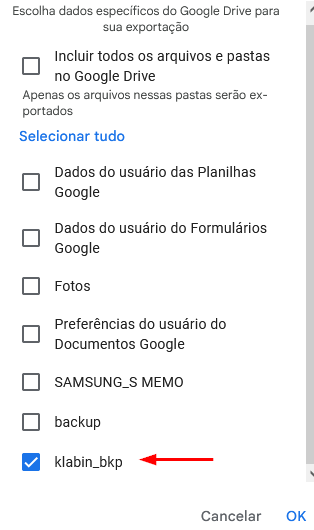 Escolha dados específicos do Google Drive para
sua exportação
Incluir todos os arquivos e pastas
no Google Drive
Apenas os arquivos nessas pastas serão ex-
portados
Selecionar tudo
Dados do usuário das Planilhas
Google
Dados do usuário do Formulários
Google
Fotos
Preferências do usuário do
Documentos Google
SAMSUNG_S MEMO
backup
klabin_bkp
Cancelar OK